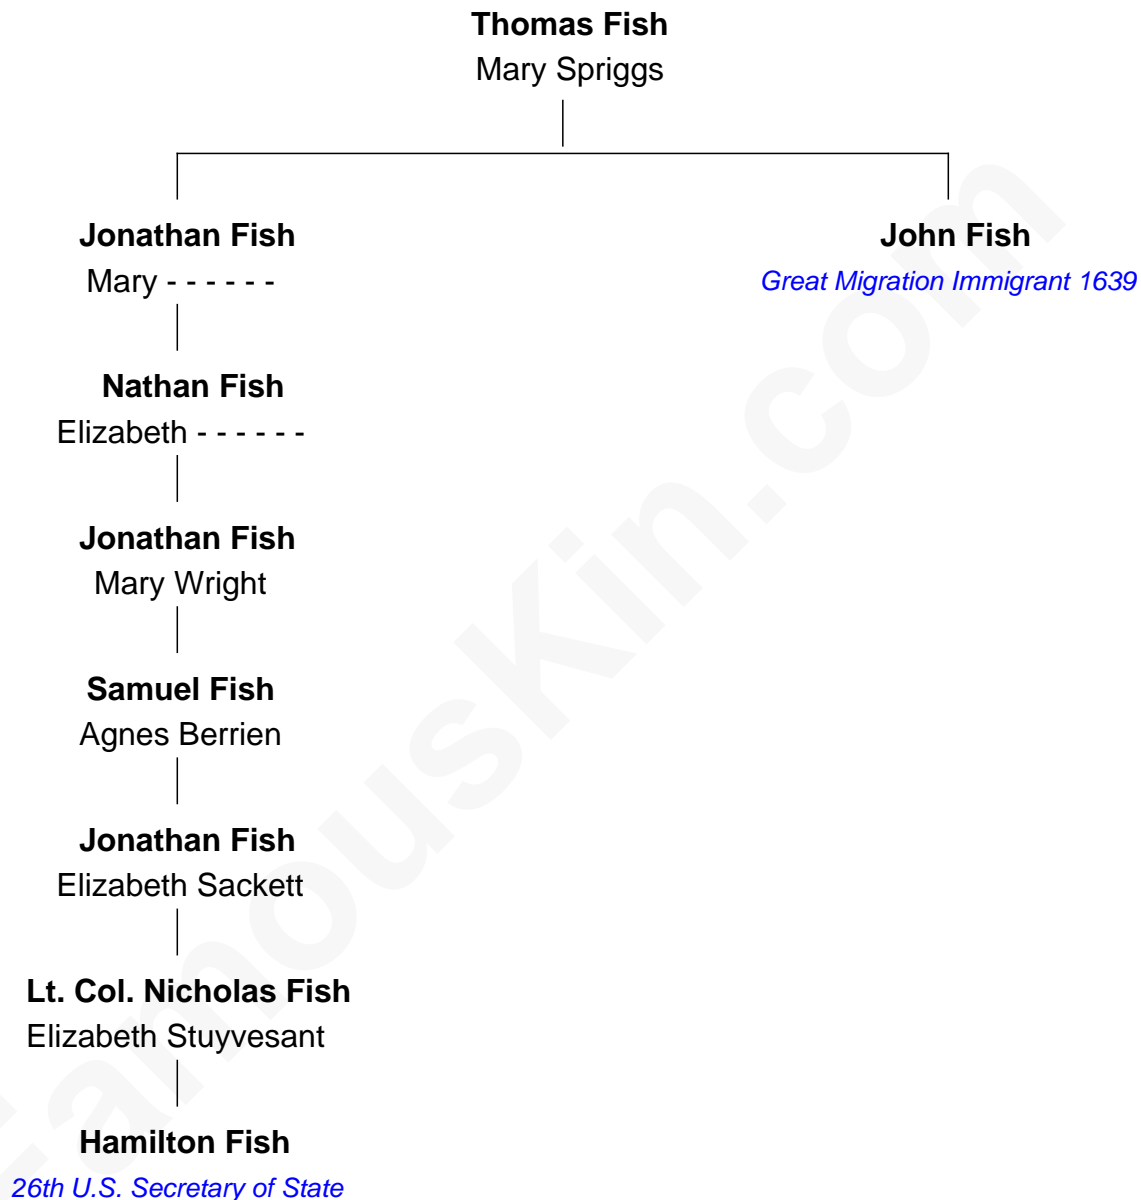 Thomas Fish
Mary Spriggs
Jonathan Fish
Mary - - - - - -
John Fish
Great Migration Immigrant 1639
Nathan Fish
Elizabeth - - - - - -
Jonathan Fish
Mary Wright
Samuel Fish
Agnes Berrien
Jonathan Fish
Elizabeth Sackett
Lt. Col. Nicholas Fish
Elizabeth Stuyvesant
Hamilton Fish
26th U.S. Secretary of State
FamousKin.com